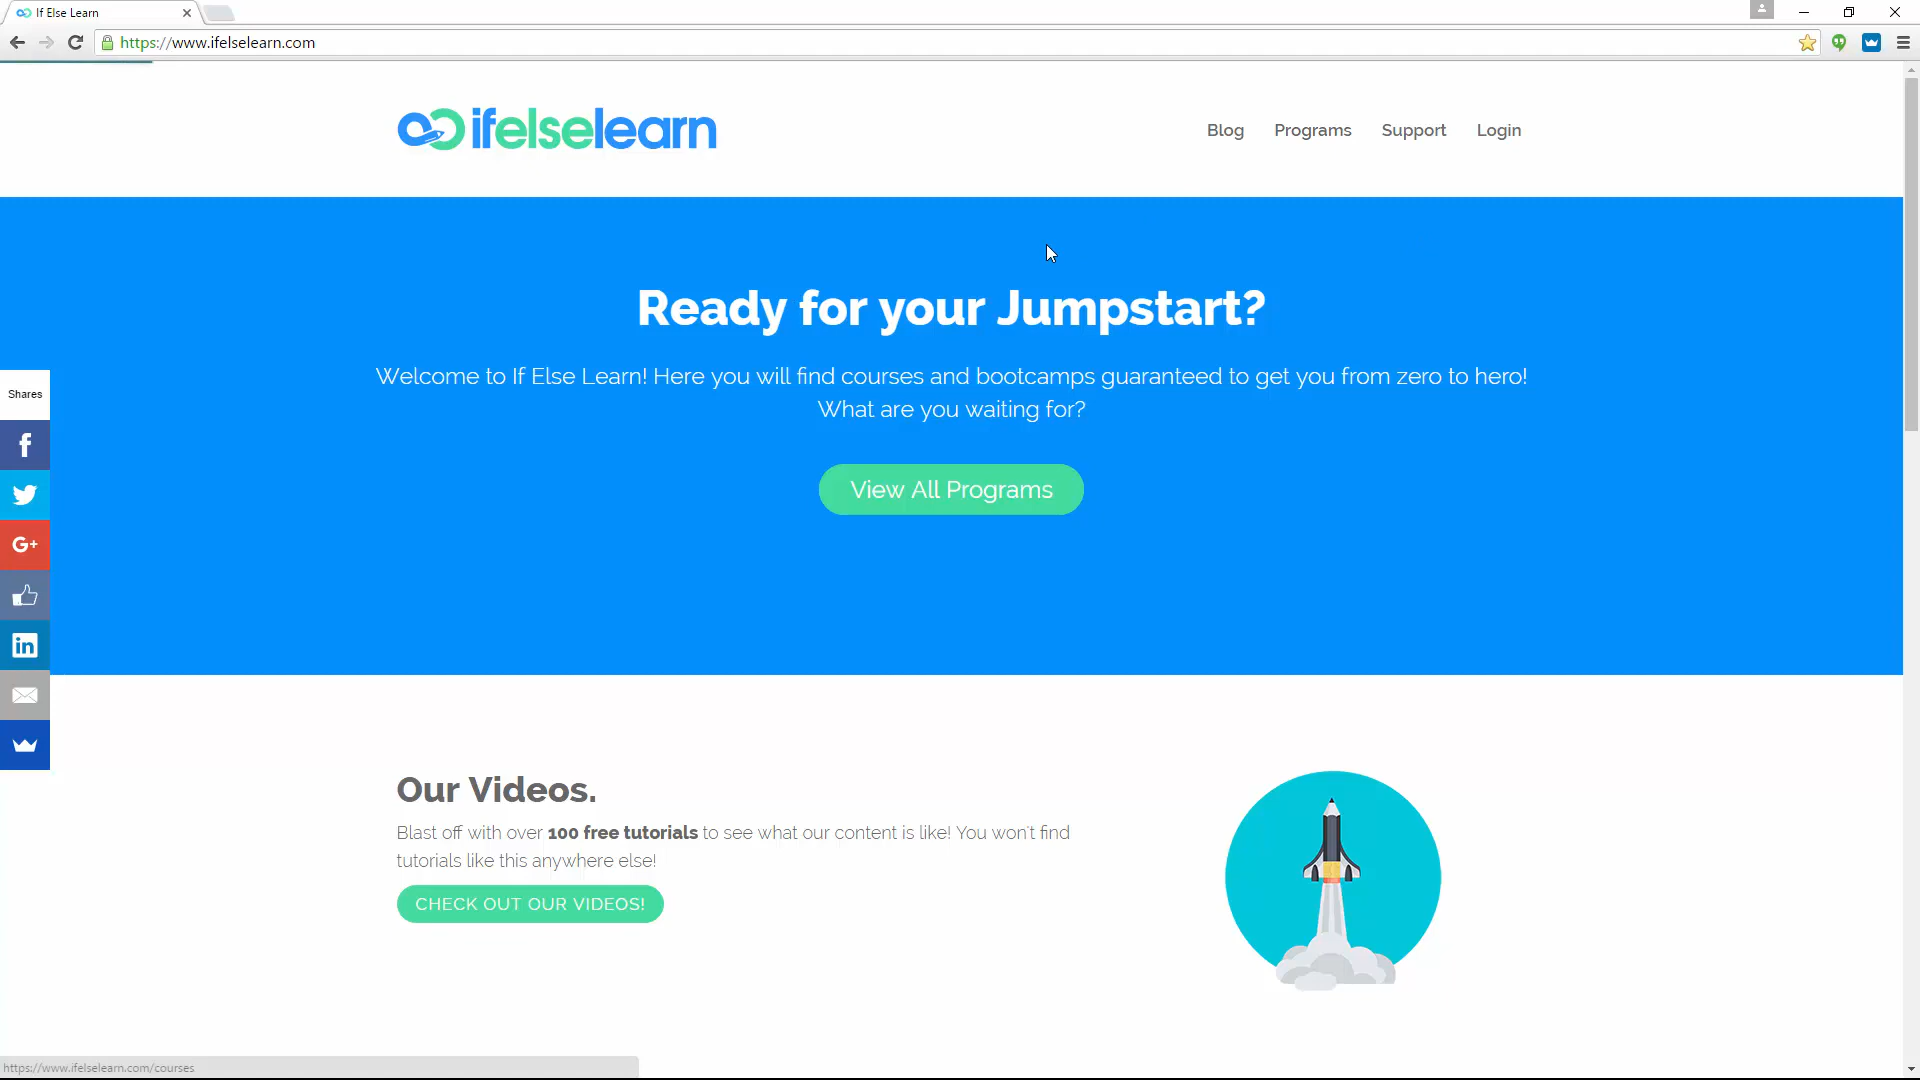 If Else Learn
https://www.ifelselearn.com
ifelselearn
Blog
Programs
Support
Login
Ready for your Jumpstart?
Welcome to If Else Learn! Here you will find courses and bootcamps guaranteed to get you from zero to hero!
What are you waiting for?
View All Programs
Shares
f
G+
in
Our Videos.
Blast off with over 100 free tutorials to see what our content is like! You won't find
tutorials like this anywhere else!
CHECK OUT OUR VIDEOS!
https://www.ifelselearn.com/courses